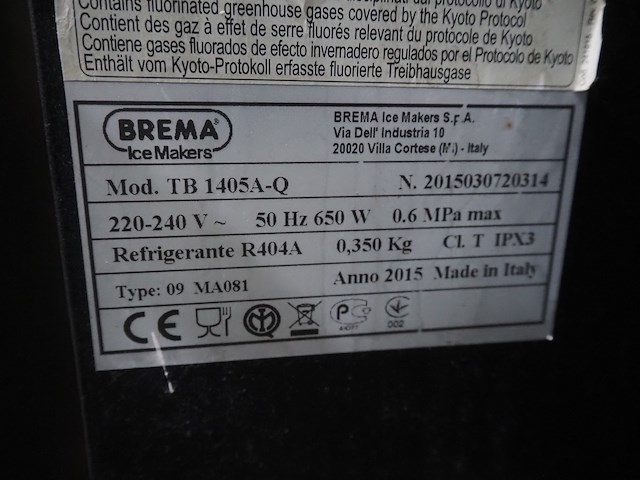 Contains fluorinated greenhouse gases covered by the Kyoto Protocol
Contient des gaz à effet de serre fluorés relevant du protocole de Kyoto
Contiene gases fluorados de efecto invernadero regulados por el Protocolo de Kyoto
Enthält vom Kyoto-Protokoll erfasste fluorierte Treibhausgase
BREMA®
Ice Makers
BREMA Ice Makers S.p.A.
Via Dell' Industria 10
20020 Villa Cortese (M.) - Italy
Mod. TB 1405A-Q N. 2015030720314
220-240 V ~ 50 Hz 650 W 0.6 MPa max
Refrigerante R404A 0,350 Kg Cl. T IPX3
Type: 09 MA081 Anno 2015 Made in Italy
CE
002